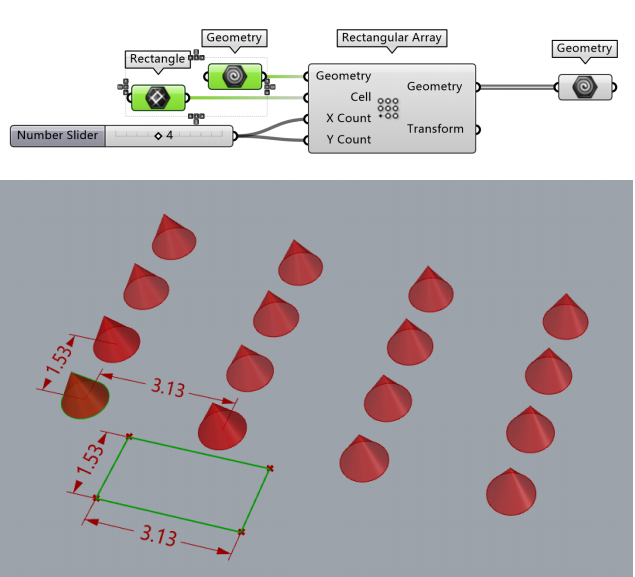 Geometry
Rectangular Array
Geometry
Rectangle
Geometry
Cell
X Count
Y Count
Geometry
Transform
Number Slider
4
1.53
3.13
1.53
3.13